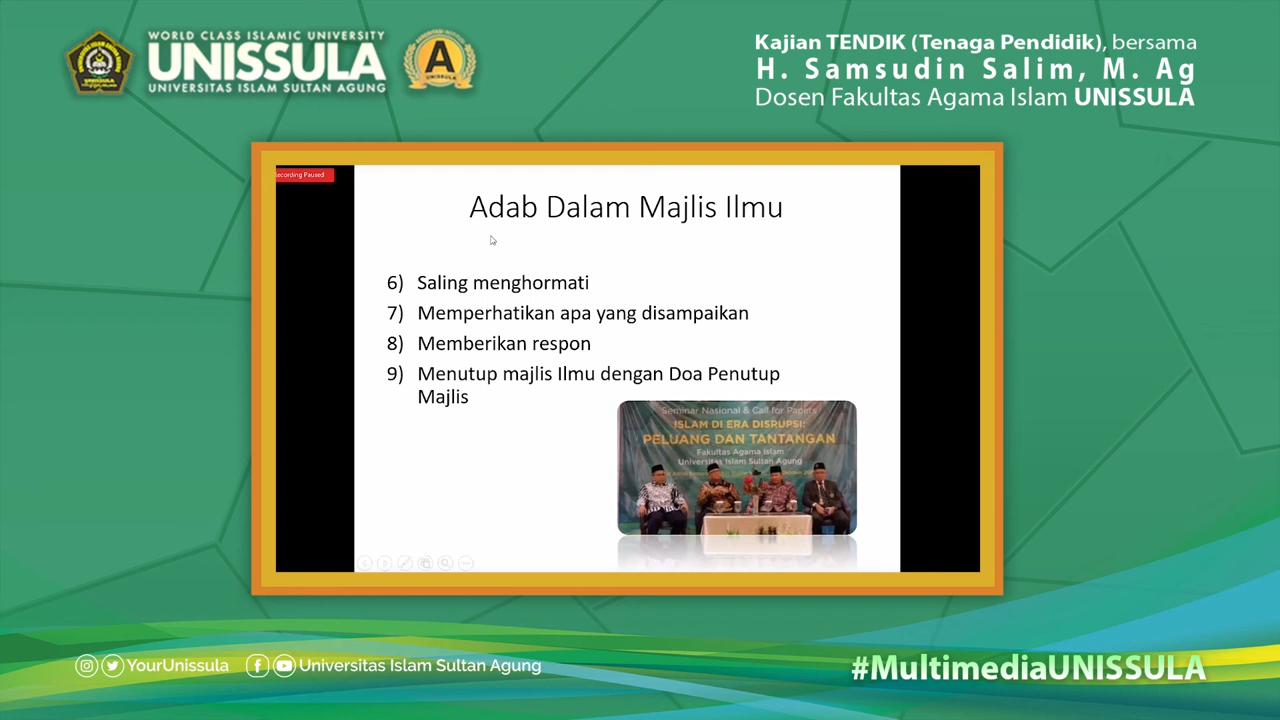 WORLD CLASS ISLAMIC UNIVERSITY
UNISSULA
UNIVERSITAS ISLAM SULTAN AGUNG
A
Kajian TENDIK (Tenaga Pendidik), bersama
H. Samsudin Salim, M. Ag
Dosen Fakultas Agama Islam UNISSULA
ecording Paused
Adab Dalam Majlis Ilmu
6) Saling menghormati
7) Memperhatikan apa yang disampaikan
8) Memberikan respon
9) Menutup majlis Ilmu dengan Doa Penutup
Majlis
Seminar Nasional & Call for Papers
ISLAM DI ERA DISRUPSI:
PELUANG DAN TANTANGAN
Fakultas Agama Islam
Universitas Islam Sultan Agung
YourUnissula
Universitas Islam Sultan Agung
#MultimediaUNISSULA